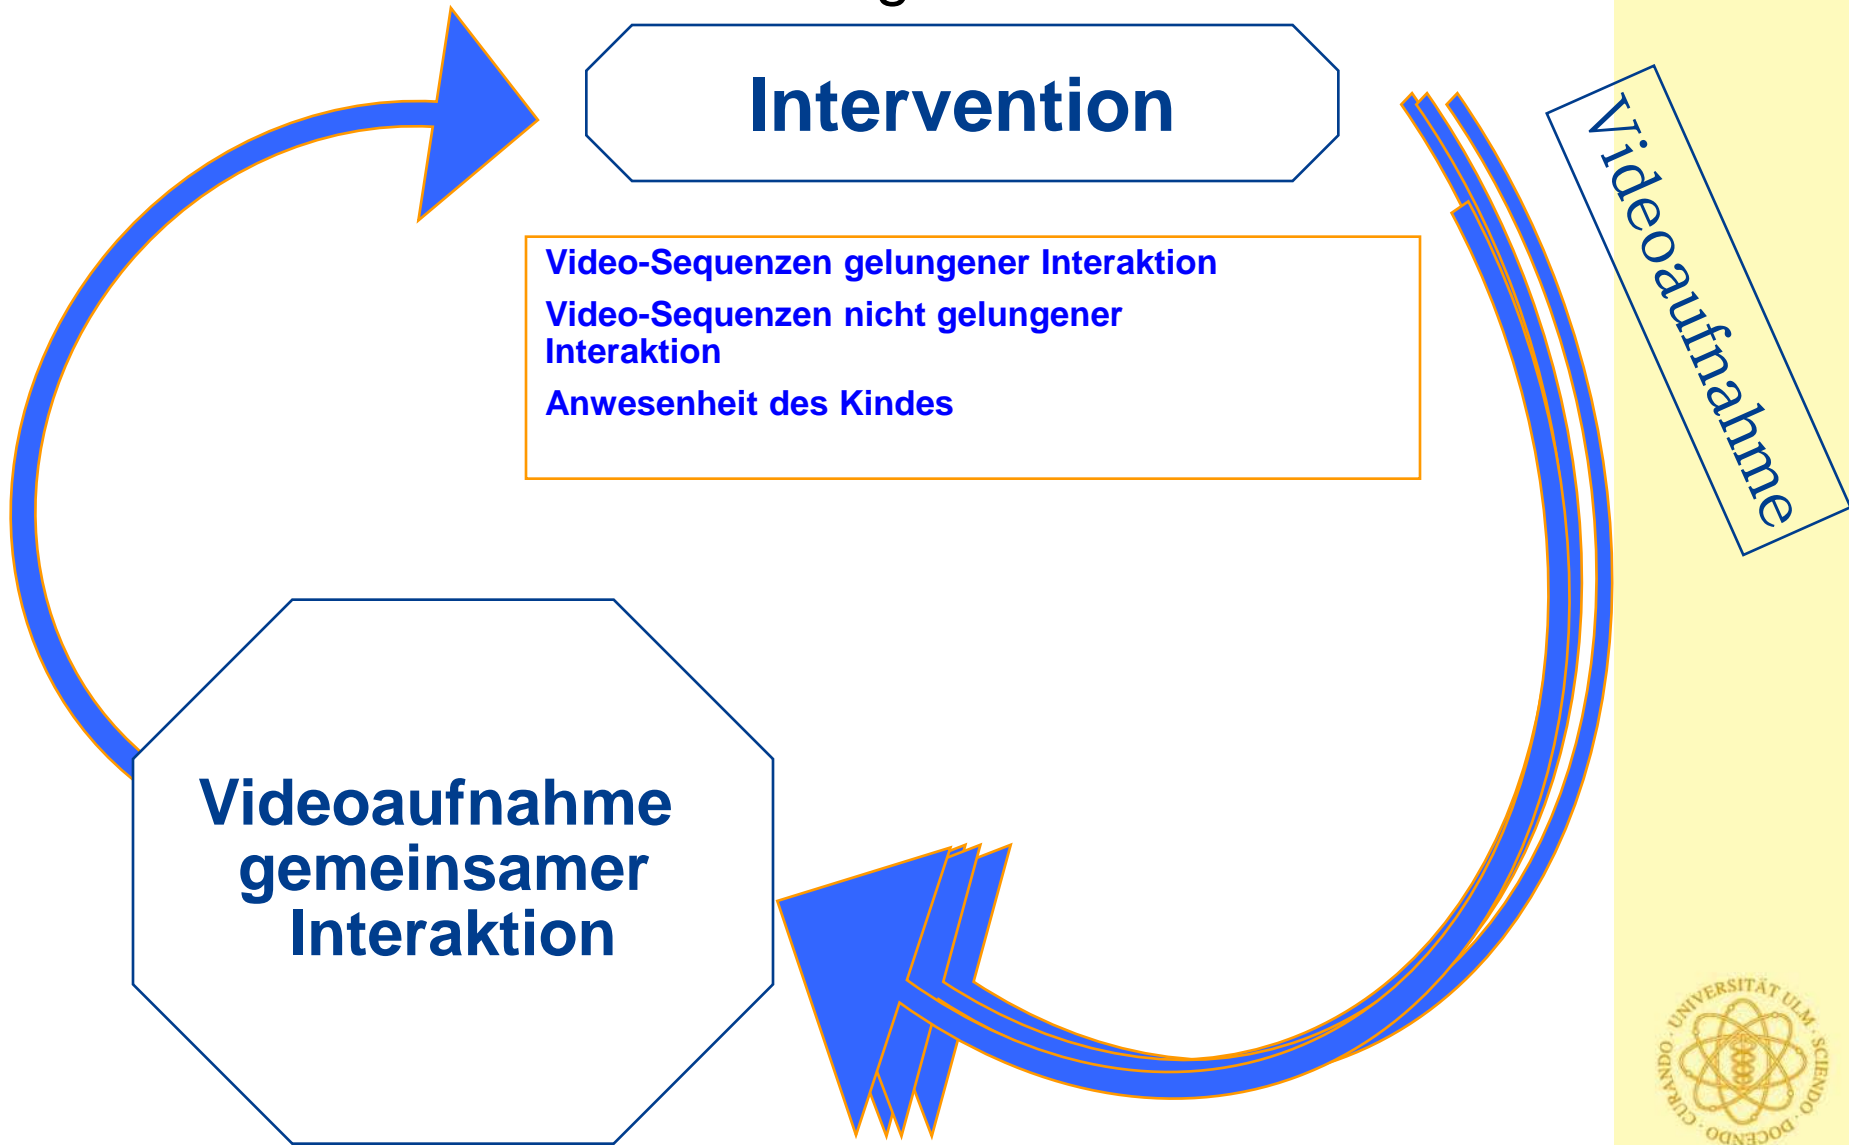 g
Intervention
Videoaufnahme
Video-Sequenzen gelungener Interaktion
Video-Sequenzen nicht gelungener
Interaktion
Anwesenheit des Kindes
Videoaufnahme
gemeinsamer
Interaktion
UNIVERSITÄT ULM · SCIENDO · DOCENDO · CURANDO ·